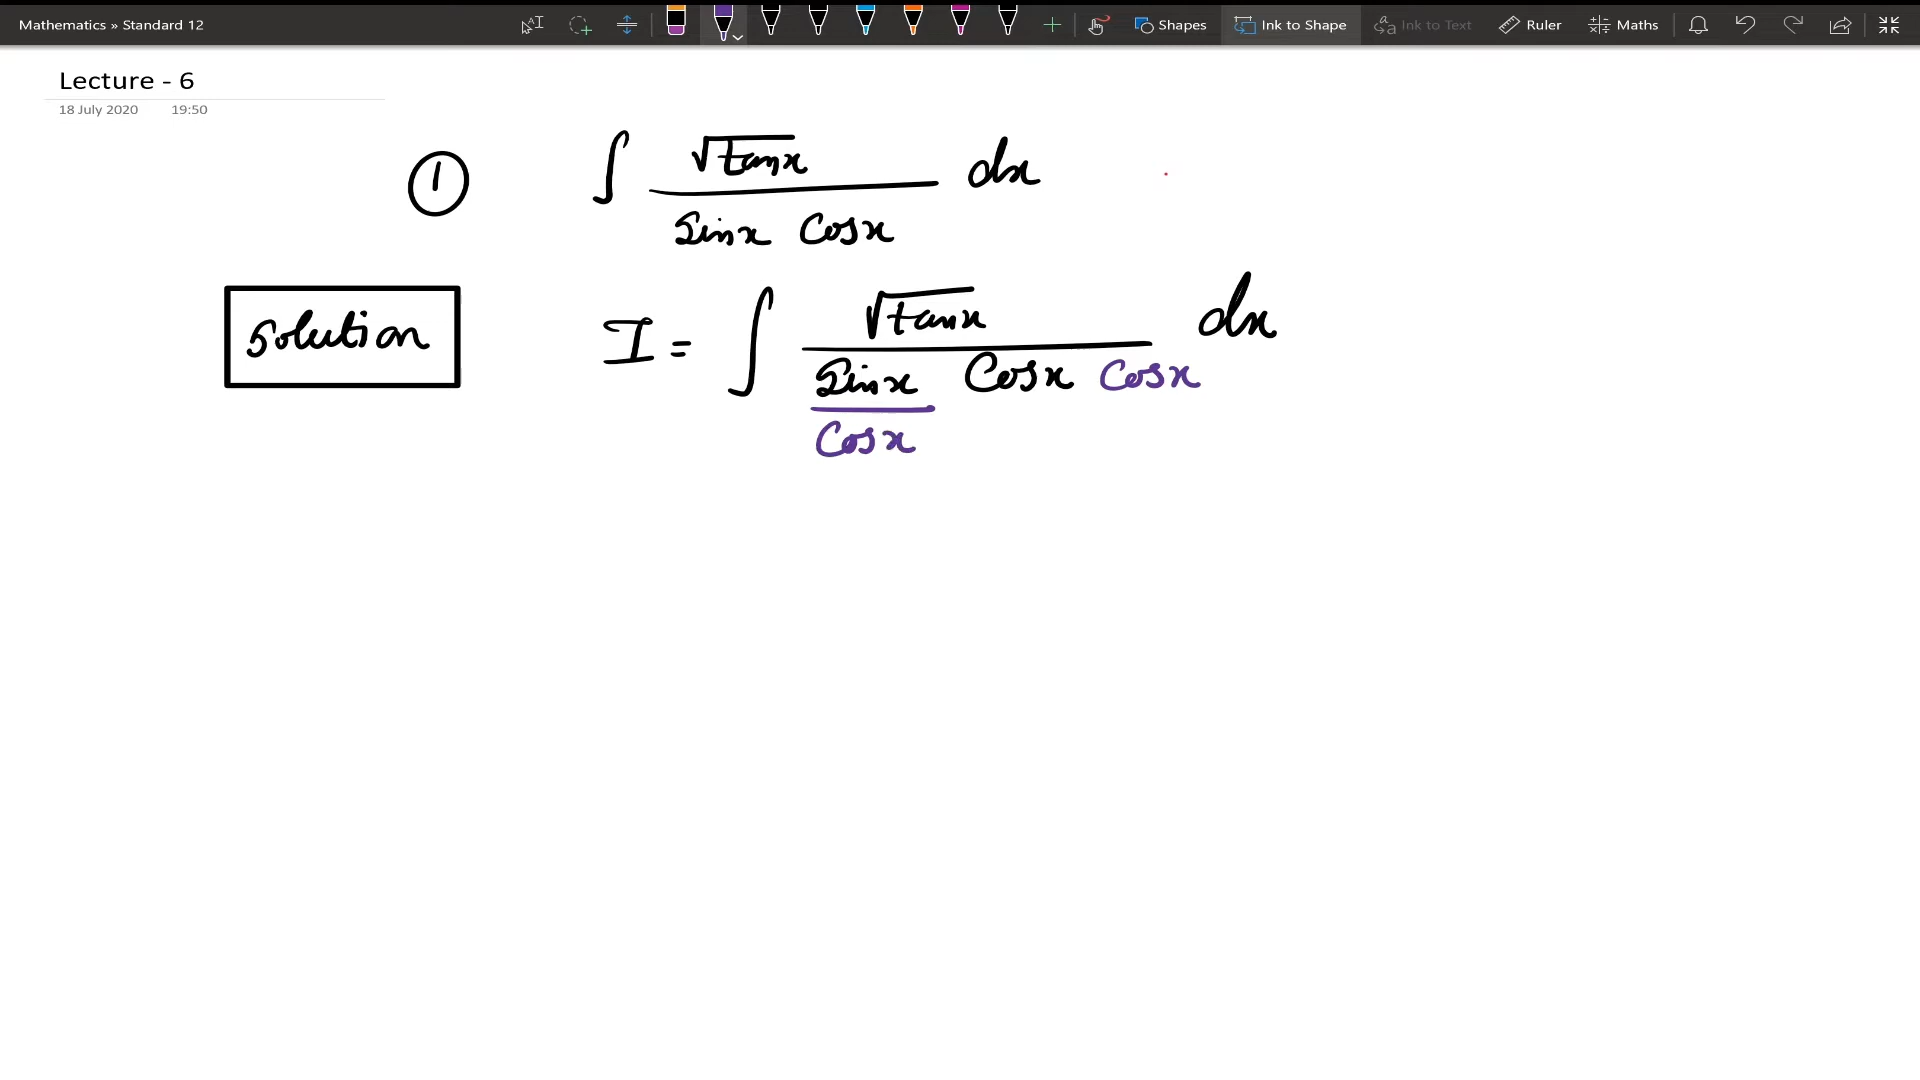 Mathematics » Standard 12
Shapes Ink to Shape Ink to Text Ruler Maths
Lecture - 6
18 July 2020 19:50
① ∫ √tanx / Sinx Cosx dx
Solution I = ∫ √tanx / (Sinx / Cosx) Cosx Cosx dx